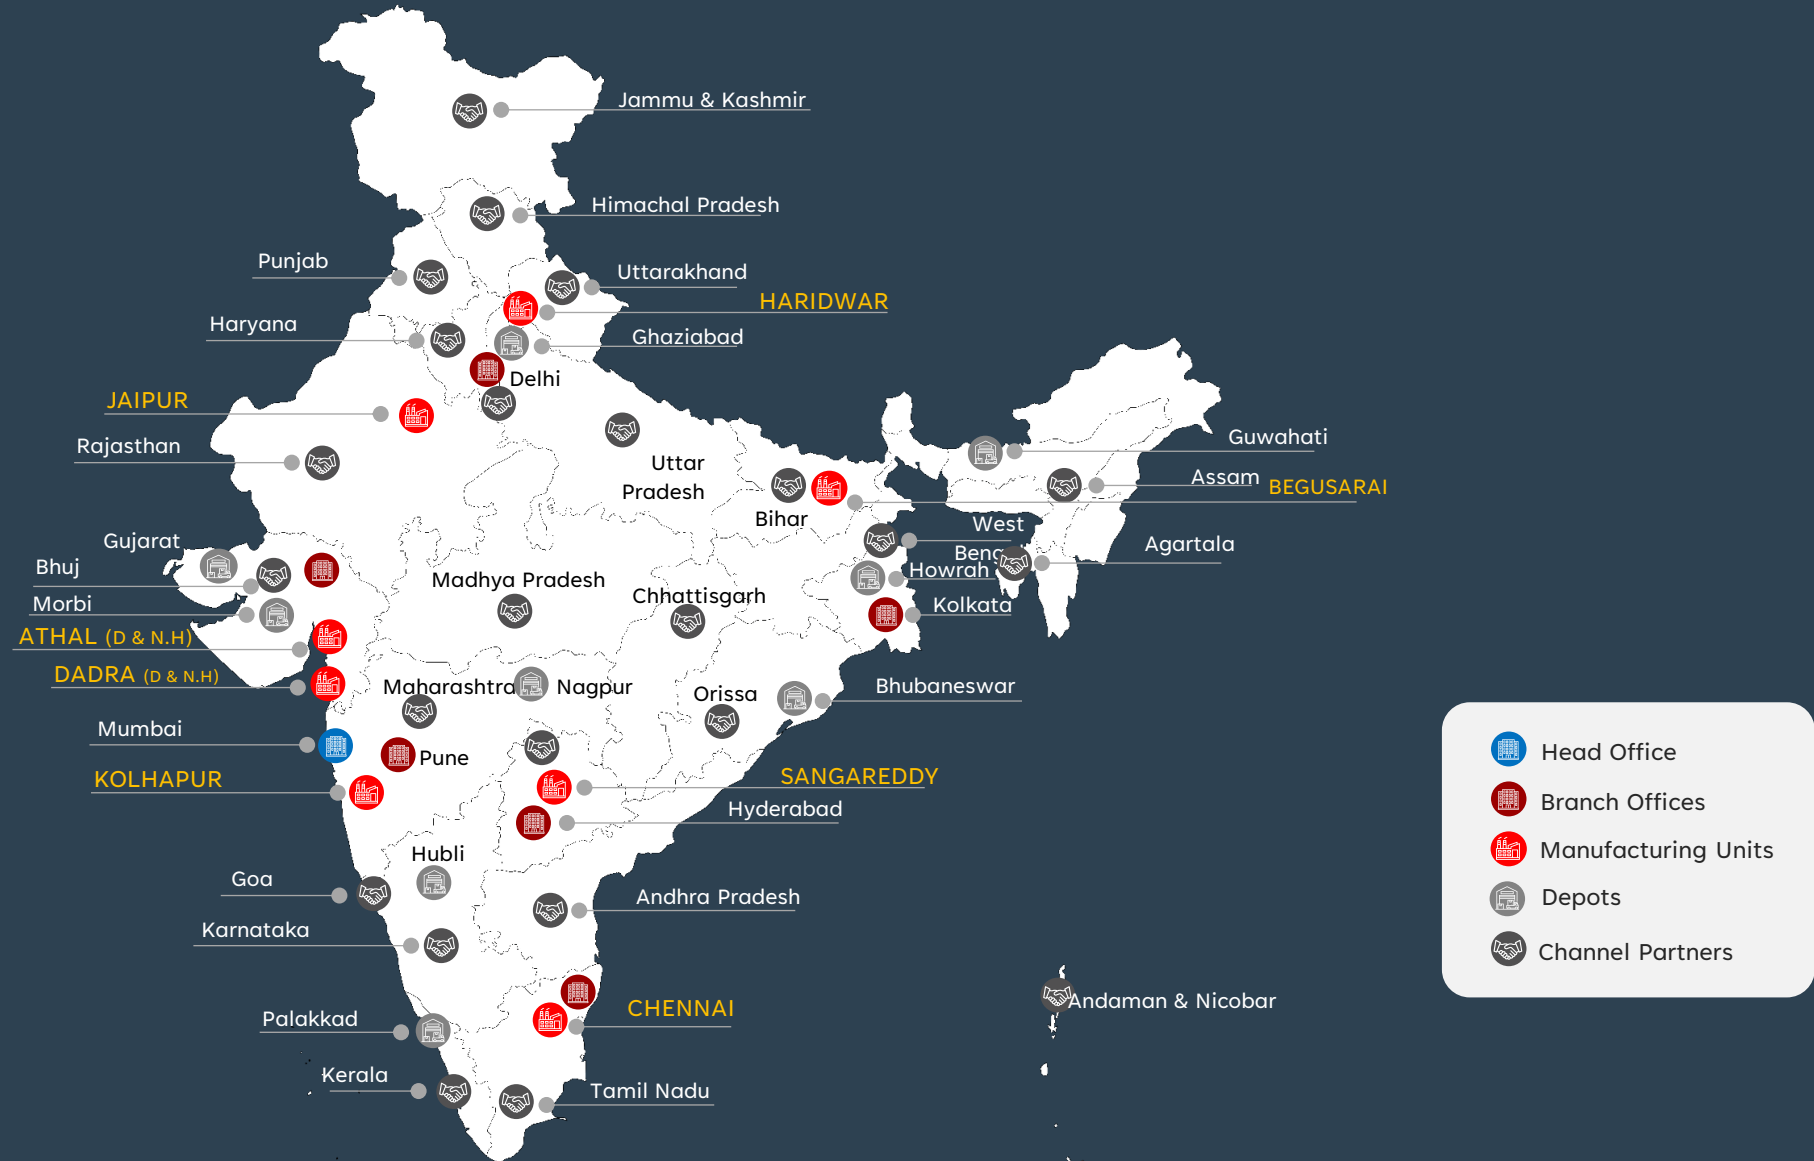 Jammu & Kashmir
Himachal Pradesh
Punjab
Uttarakhand
HARIDWAR
Haryana
Ghaziabad
Delhi
JAIPUR
Rajasthan
Uttar
Pradesh
Guwahati
Assam
BEGUSARAI
Bihar
West
Beng
Agartala
Gujarat
Bhuj
Howrah
Madhya Pradesh
Chhattisgarh
Morbi
Kolkata
ATHAL (D & N.H)
DADRA (D & N.H)
Maharashtra
Nagpur
Orissa
Bhubaneswar
Mumbai
Pune
KOLHAPUR
SANGAREDDY
Hyderabad
Hubli
Goa
Andhra Pradesh
Karnataka
CHENNAI
Andaman & Nicobar
Palakkad
Kerala
Tamil Nadu
Head Office
Branch Offices
Manufacturing Units
Depots
Channel Partners